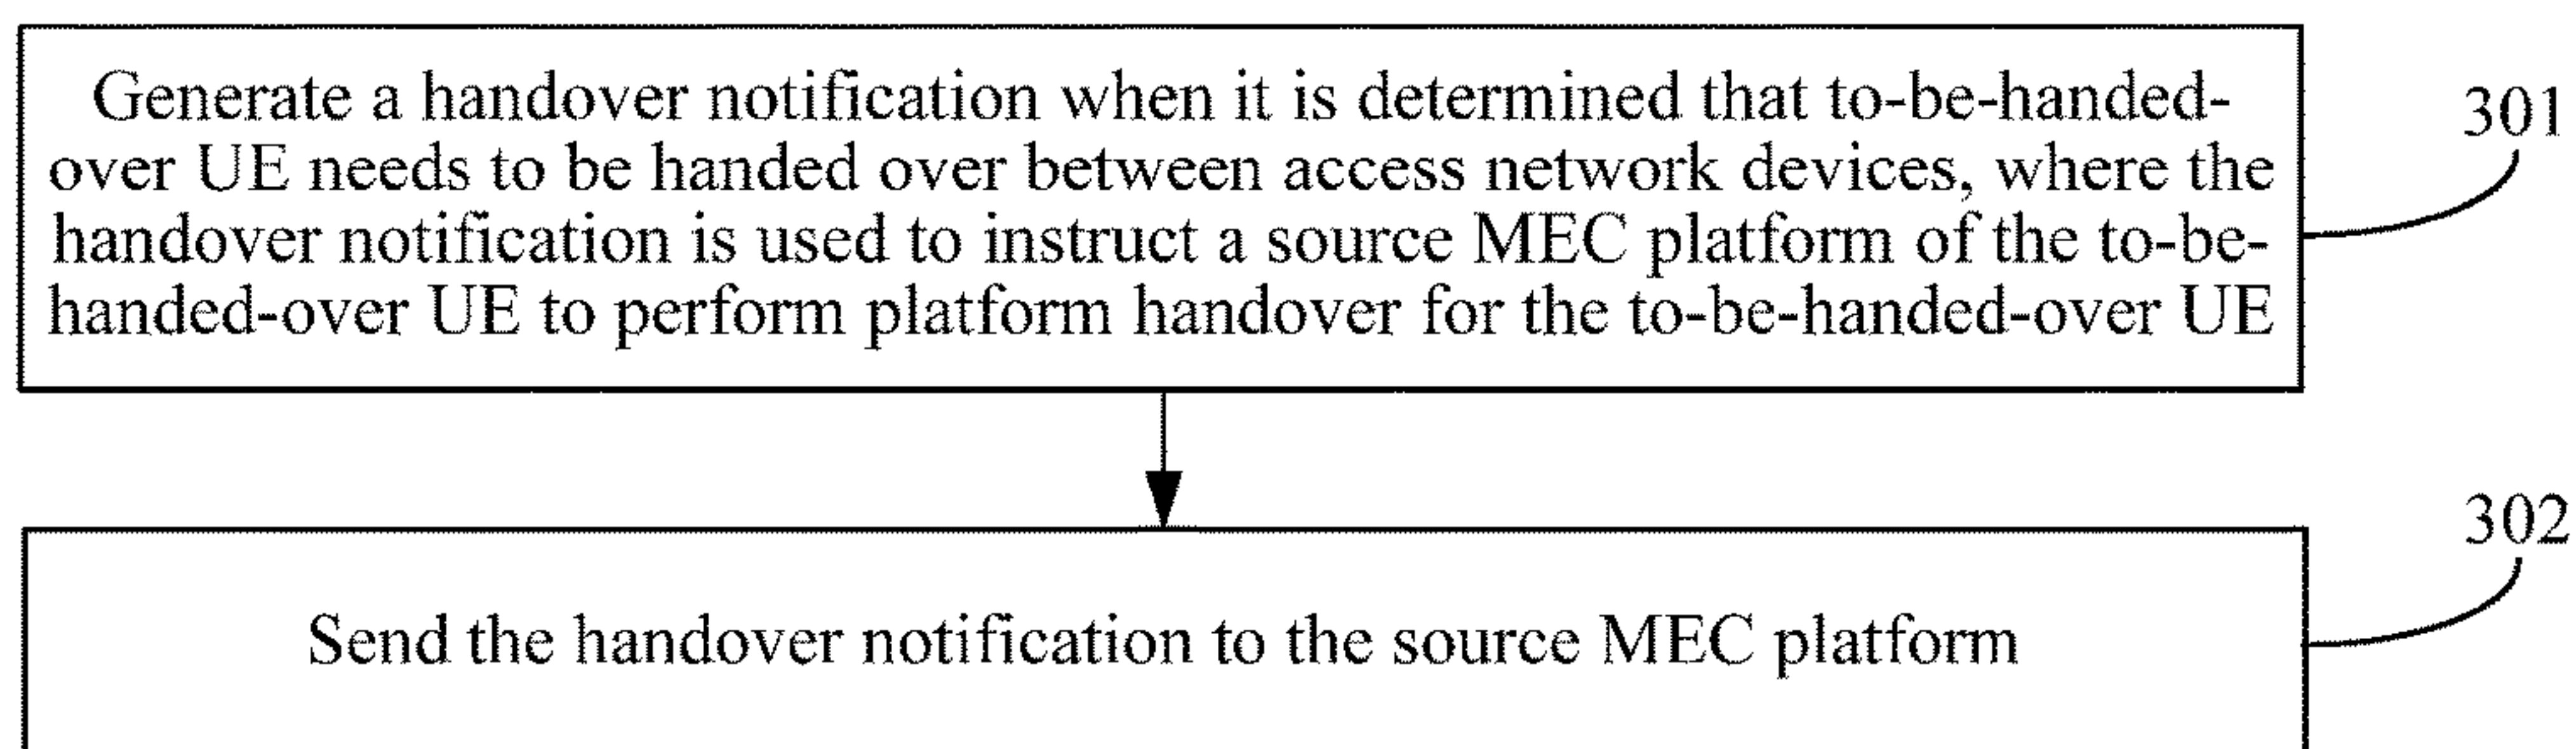 Generate a handover notification when it is determined that to-be-handed-
over UE needs to be handed over between access network devices, where the
handover notification is used to instruct a source MEC platform of the to-be-
handed-over UE to perform platform handover for the to-be-handed-over UE
301
Send the handover notification to the source MEC platform
302